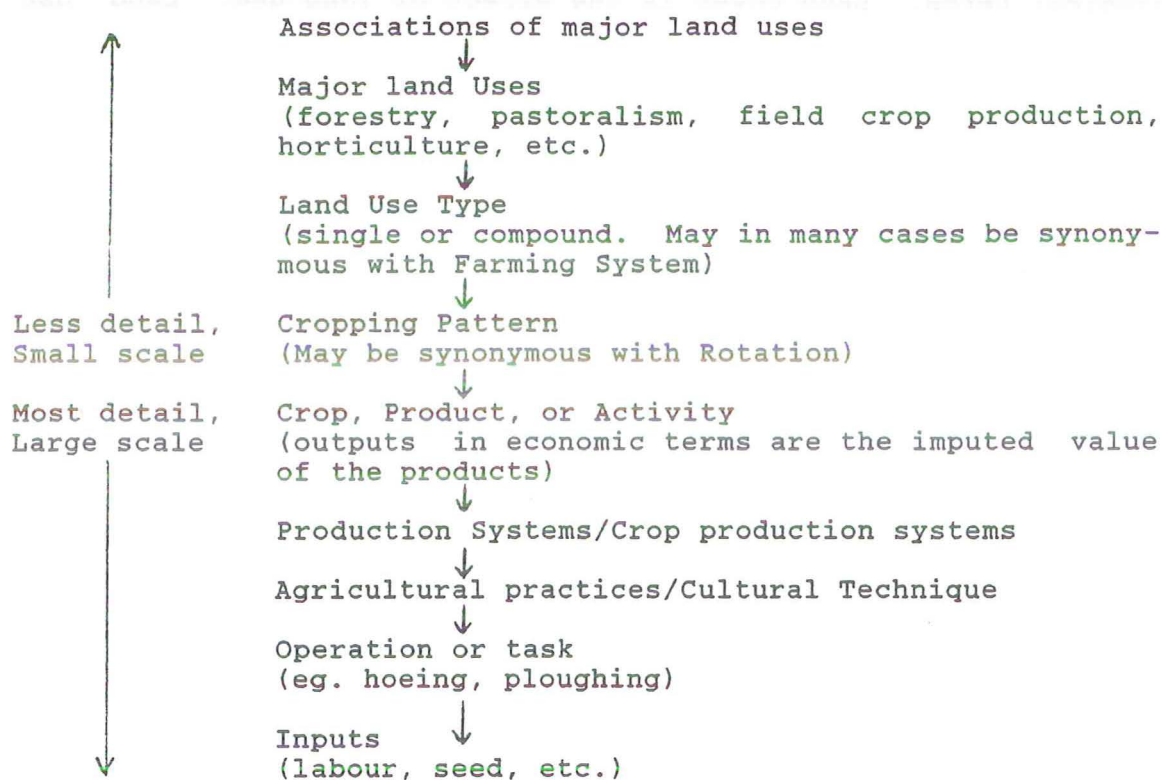 Associations of major land uses
Major land Uses
(forestry, pastoralism, field crop production,
horticulture, etc.)
Land Use Type
(single or compound. May in many cases be synony-
mous with Farming System)
Less detail,
Small scale
Cropping Pattern
(May be synonymous with Rotation)
Most detail,
Large scale
Crop, Product, or Activity
(outputs in economic terms are the imputed value
of the products)
Production Systems/Crop production systems
Agricultural practices/Cultural Technique
Operation or task
(eg. hoeing, ploughing)
Inputs
(labour, seed, etc.)